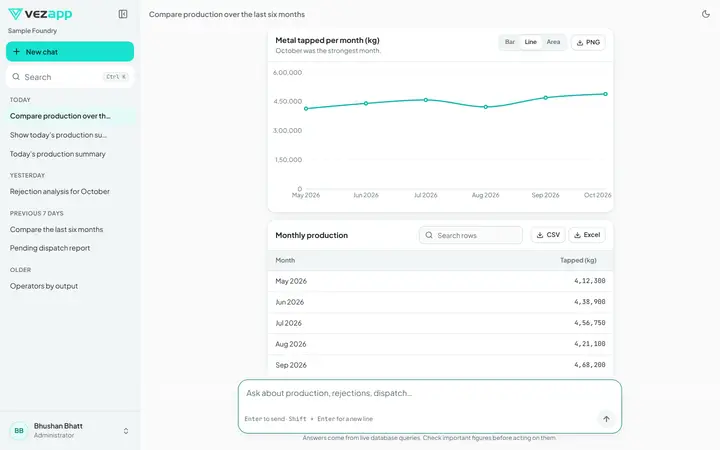 vezapp
Sample Foundry
New chat
Search Ctrl K
TODAY
Compare production over th...
Show today's production su...
Today's production summary
YESTERDAY
Rejection analysis for October
PREVIOUS 7 DAYS
Compare the last six months
Pending dispatch report
OLDER
Operators by output
BB
Bhushan Bhatt
Administrator
Compare production over the last six months
Metal tapped per month (kg)
October was the strongest month.
Bar Line Area PNG
6,00,000
4,50,000
3,00,000
1,50,000
0
May 2026 Jun 2026 Jul 2026 Aug 2026 Sep 2026 Oct 2026
Monthly production
Search rows
CSV Excel
Month Tapped (kg)
May 2026 4,12,300
Jun 2026 4,38,900
Jul 2026 4,56,750
Aug 2026 4,21,100
Sep 2026 4,68,200
Ask about production, rejections, dispatch...
Enter to send · Shift + Enter for a new line
Answers come from live database queries. Check important figures before acting on them.